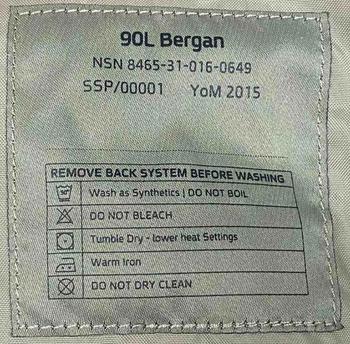 90L Bergan
NSN 8465-31-016-0649
SSP/00001 YoM 2015
REMOVE BACK SYSTEM BEFORE WASHING
Wash as Synthetics | DO NOT BOIL
DO NOT BLEACH
Tumble Dry - lower heat Settings
Warm Iron
DO NOT DRY CLEAN